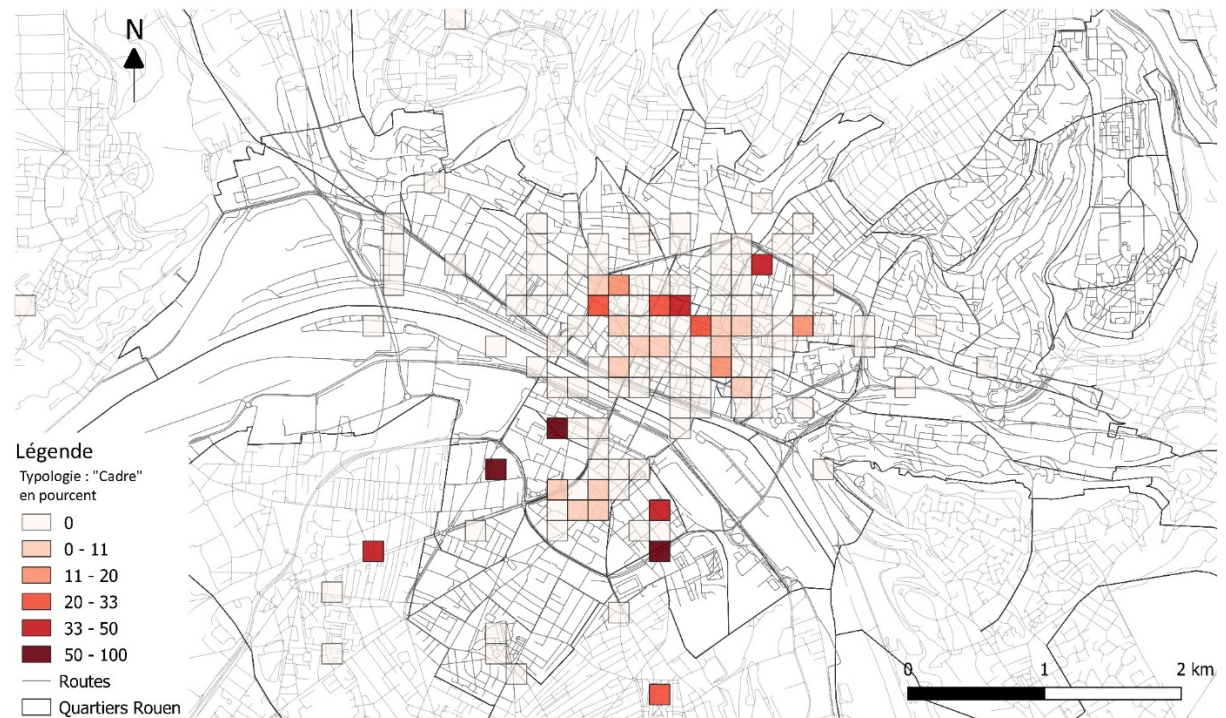 N
Légende
Typologie : "Cadre"
en pourcent
0
0 - 11
11 - 20
20 - 33
33 - 50
50 - 100
Routes
Quartiers Rouen
0 1 2 km